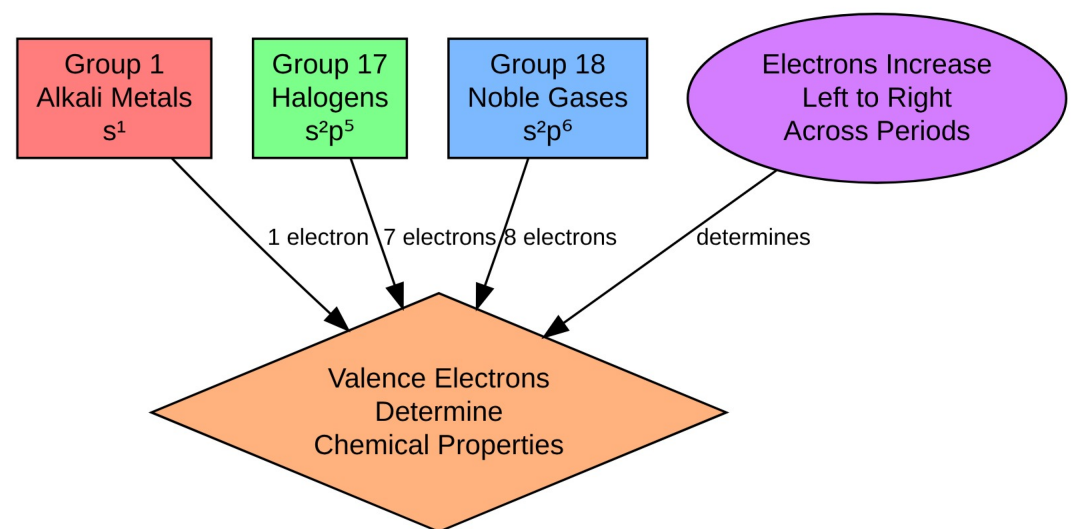 Group 1
Alkali Metals
s¹
Group 17
Halogens
s²p⁵
Group 18
Noble Gases
s²p⁶
Electrons Increase
Left to Right
Across Periods
1 electron
7 electrons
8 electrons
determines
Valence Electrons
Determine
Chemical Properties